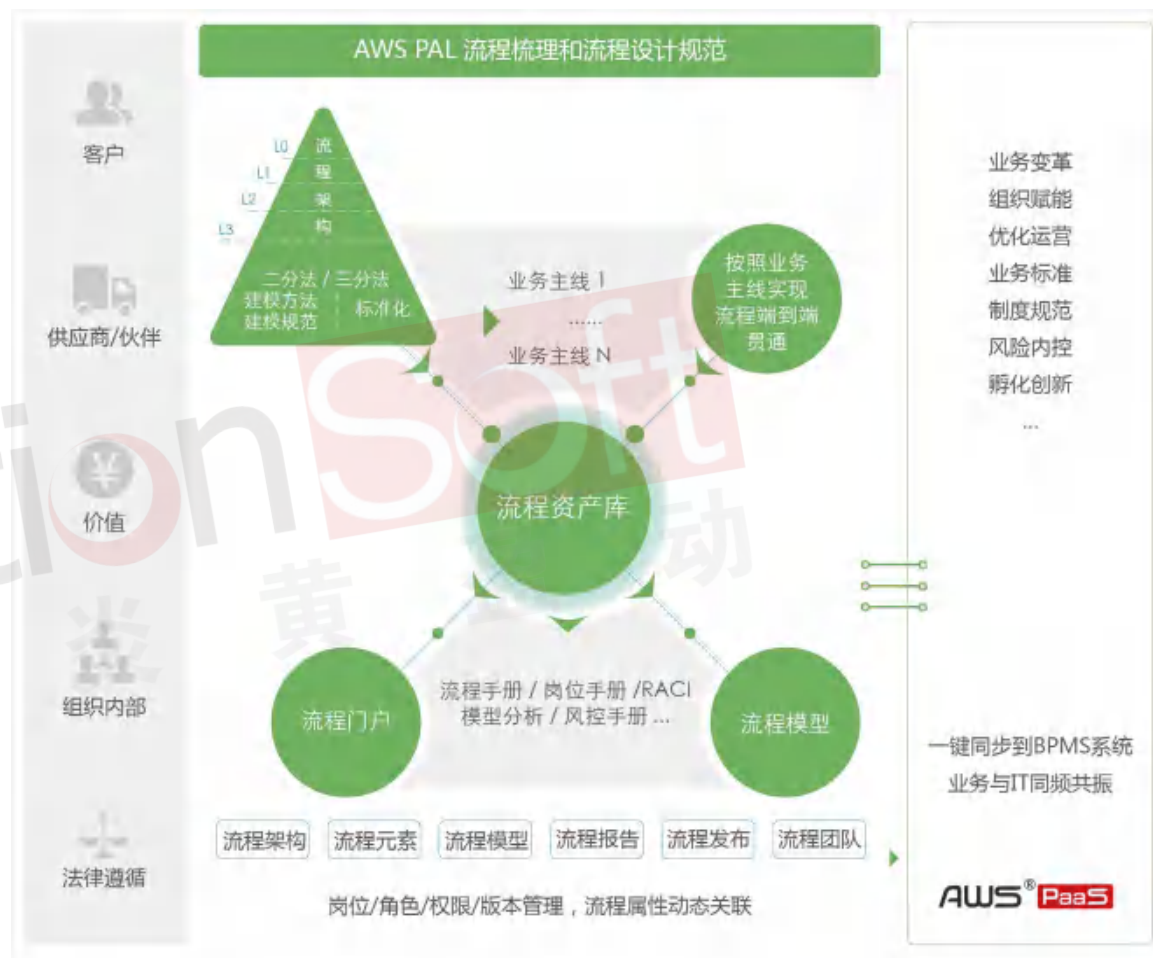 AWS PAL 流程梳理和流程设计规范
客户
供应商/伙伴
¥
价值
组织内部
法律遵循
L0 流
L1 程
L2 架
L3 构
二分法 / 三分法
建模方法
建模规范
标准化
业务主线 1
......
业务主线 N
按照业务
主线实现
流程端到端
贯通
流程资产库
流程门户
流程手册 / 岗位手册 /RACI
模型分析 / 风控手册 ...
流程模型
流程架构 流程元素 流程模型 流程报告 流程发布 流程团队
岗位/角色/权限/版本管理，流程属性动态关联
业务变革
组织赋能
优化运营
业务标准
制度规范
风险内控
孵化创新
...
一键同步到BPMS系统
业务与IT同频共振
AWS® PaaS
tionSoft
黄 动